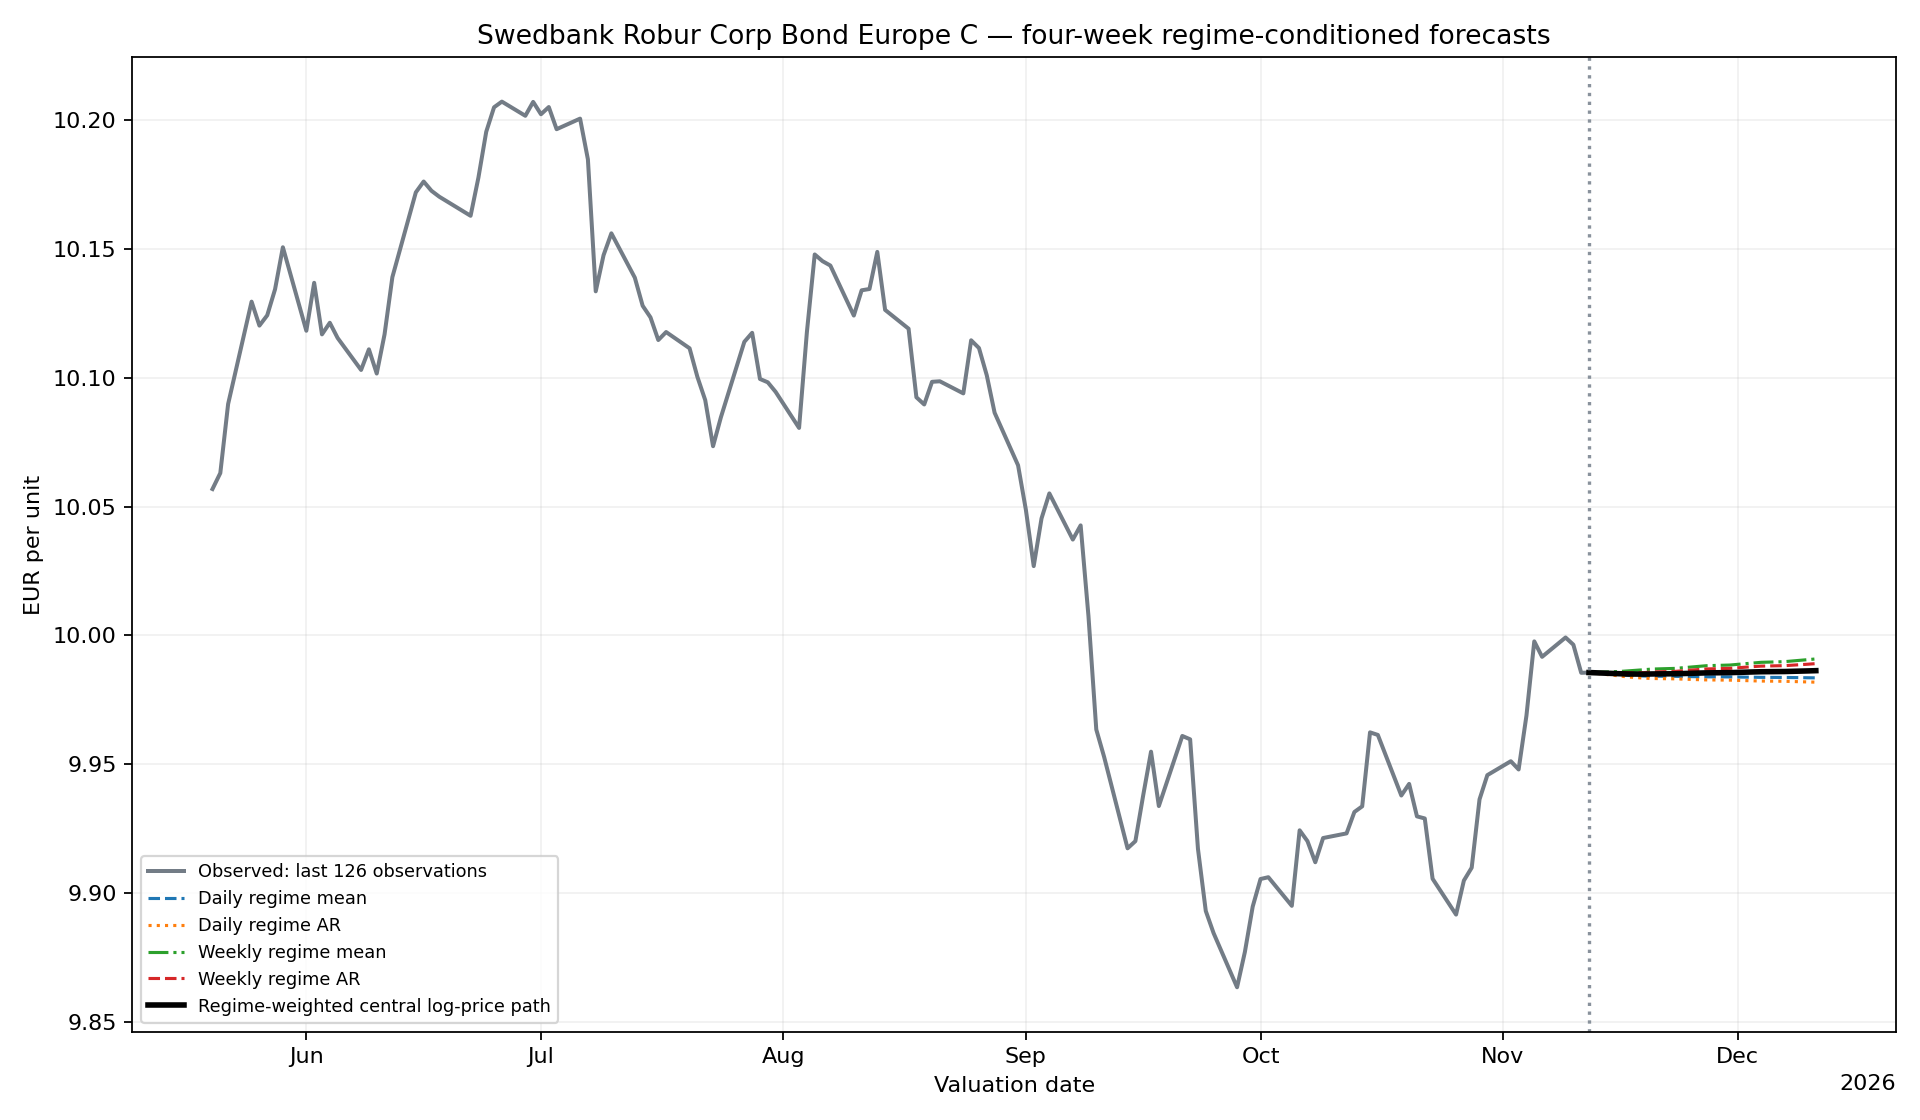 Swedbank Robur Corp Bond Europe C — four-week regime-conditioned forecasts
EUR per unit
10.20
10.15
10.10
10.05
10.00
9.95
9.90
9.85
Observed: last 126 observations
Daily regime mean
Daily regime AR
Weekly regime mean
Weekly regime AR
Regime-weighted central log-price path
Jun Jul Aug Sep Oct Nov Dec
Valuation date
2026